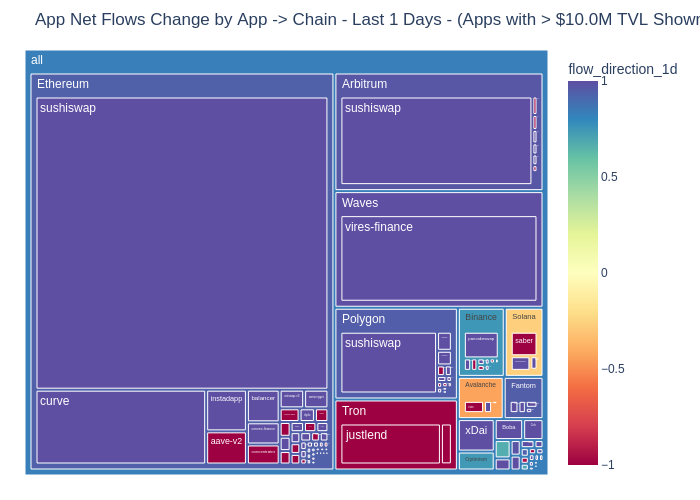 App Net Flows Change by App -> Chain - Last 1 Days - (Apps with > $10.0M TVL Shown
all
flow_direction_1d
Ethereum
sushiswap
curve
instadapp
aave-v2
balancer
Arbitrum
sushiswap
Waves
vires-finance
Polygon
sushiswap
Tron
justlend
Binance
pancakeswap
Solana
saber
Avalanche
Fantom
xDai
Boba
Optimism
1
0.5
0
−0.5
−1